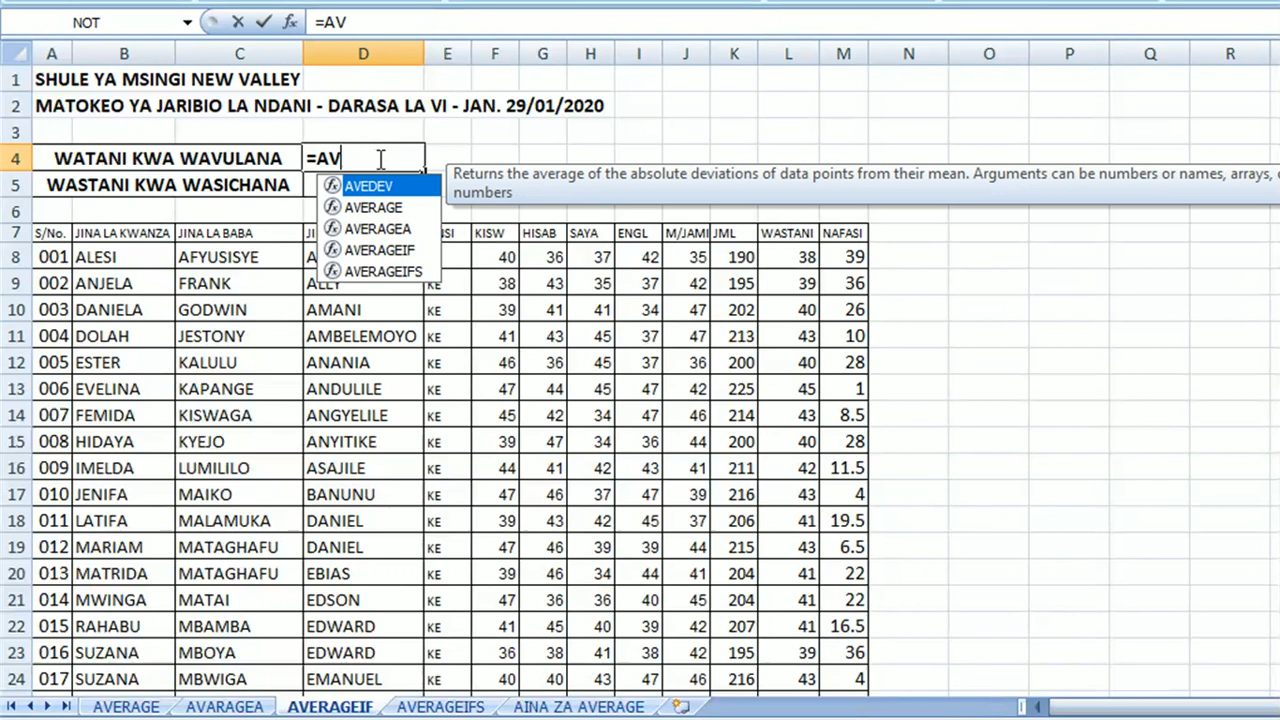 NOT =AV
A B C D E F G H I J K L M N O P Q R
1 SHULE YA MSINGI NEW VALLEY
2 MATOKEO YA JARIBIO LA NDANI - DARASA LA VI - JAN. 29/01/2020
3
4 WATANI KWA WAVULANA =AV
Returns the average of the absolute deviations of data points from their mean. Arguments can be numbers or names, arrays,
numbers
5 WASTANI KWA WASICHANA
AVEDEV
AVERAGE
AVERAGEA
AVERAGEIF
AVERAGEIFS
6
7 S/No. JINA LA KWANZA JINA LA BABA KISW HISAB SAYA ENGL M/JAMI JML WASTANI NAFASI
8 001 ALESI AFYUSISYE 40 36 37 42 35 190 38 39
9 002 ANJELA FRANK ALLY KE 38 43 35 37 42 195 39 36
10 003 DANIELA GODWIN AMANI KE 39 41 41 34 47 202 40 26
11 004 DOLAH JESTONY AMBELEMOYO KE 41 43 45 37 47 213 43 10
12 005 ESTER KALULU ANANIA KE 46 36 45 37 36 200 40 28
13 006 EVELINA KAPANGE ANDULILE KE 47 44 45 47 42 225 45 1
14 007 FEMIDA KISWAGA ANGYELILE KE 45 42 34 47 46 214 43 8.5
15 008 HIDAYA KYEJO ANYITIKE KE 39 47 34 36 44 200 40 28
16 009 IMELDA LUMILILO ASAJILE KE 44 41 42 43 41 211 42 11.5
17 010 JENIFA MAIKO BANUNU KE 47 46 37 47 39 216 43 4
18 011 LATIFA MALAMUKA DANIEL KE 39 43 42 45 37 206 41 19.5
19 012 MARIAM MATAGHAFU DANIEL KE 47 46 39 39 44 215 43 6.5
20 013 MATRIDA MATAGHAFU EBIAS KE 39 46 34 44 41 204 41 22
21 014 MWINGA MATAI EDSON KE 47 36 36 40 45 204 41 22
22 015 RAHABU MBAMBA EDWARD KE 41 45 40 39 42 207 41 16.5
23 016 SUZANA MBOYA EDWARD KE 36 38 41 38 42 195 39 36
24 017 SUZANA MBWIGA EMANUEL KE 40 40 43 47 46 216 43 4
AVERAGE AVARAGEA AVERAGEIF AVERAGEIFS AINA ZA AVERAGE